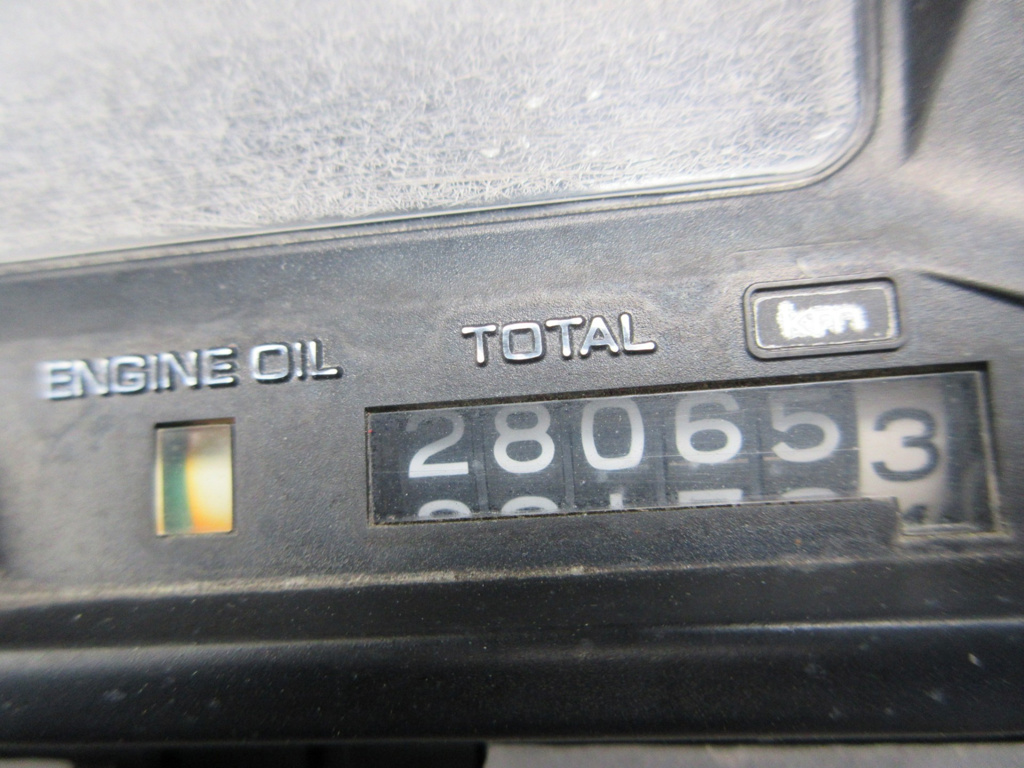 TOTAL
km
ENGINE OIL
280653